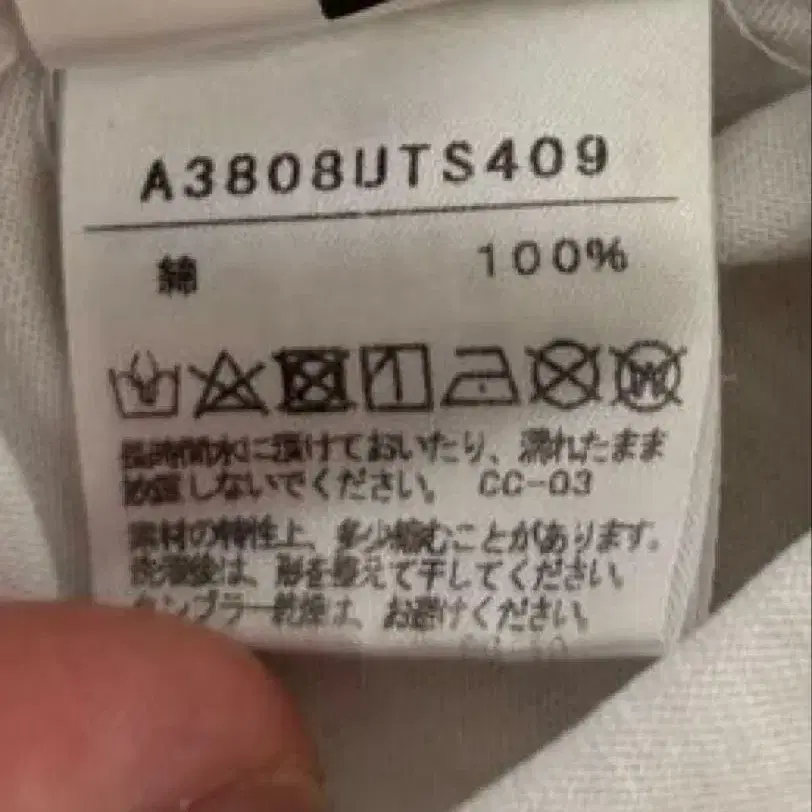 A3808UTS409
綿 100%
長時間水に漬けておいたり、濡れたまま
放置しないでください。 CC-03
素材の特性上、多少縮むことがあります。
洗濯後は、形を整えて干してください。
タンブラー乾燥は、お避けください。